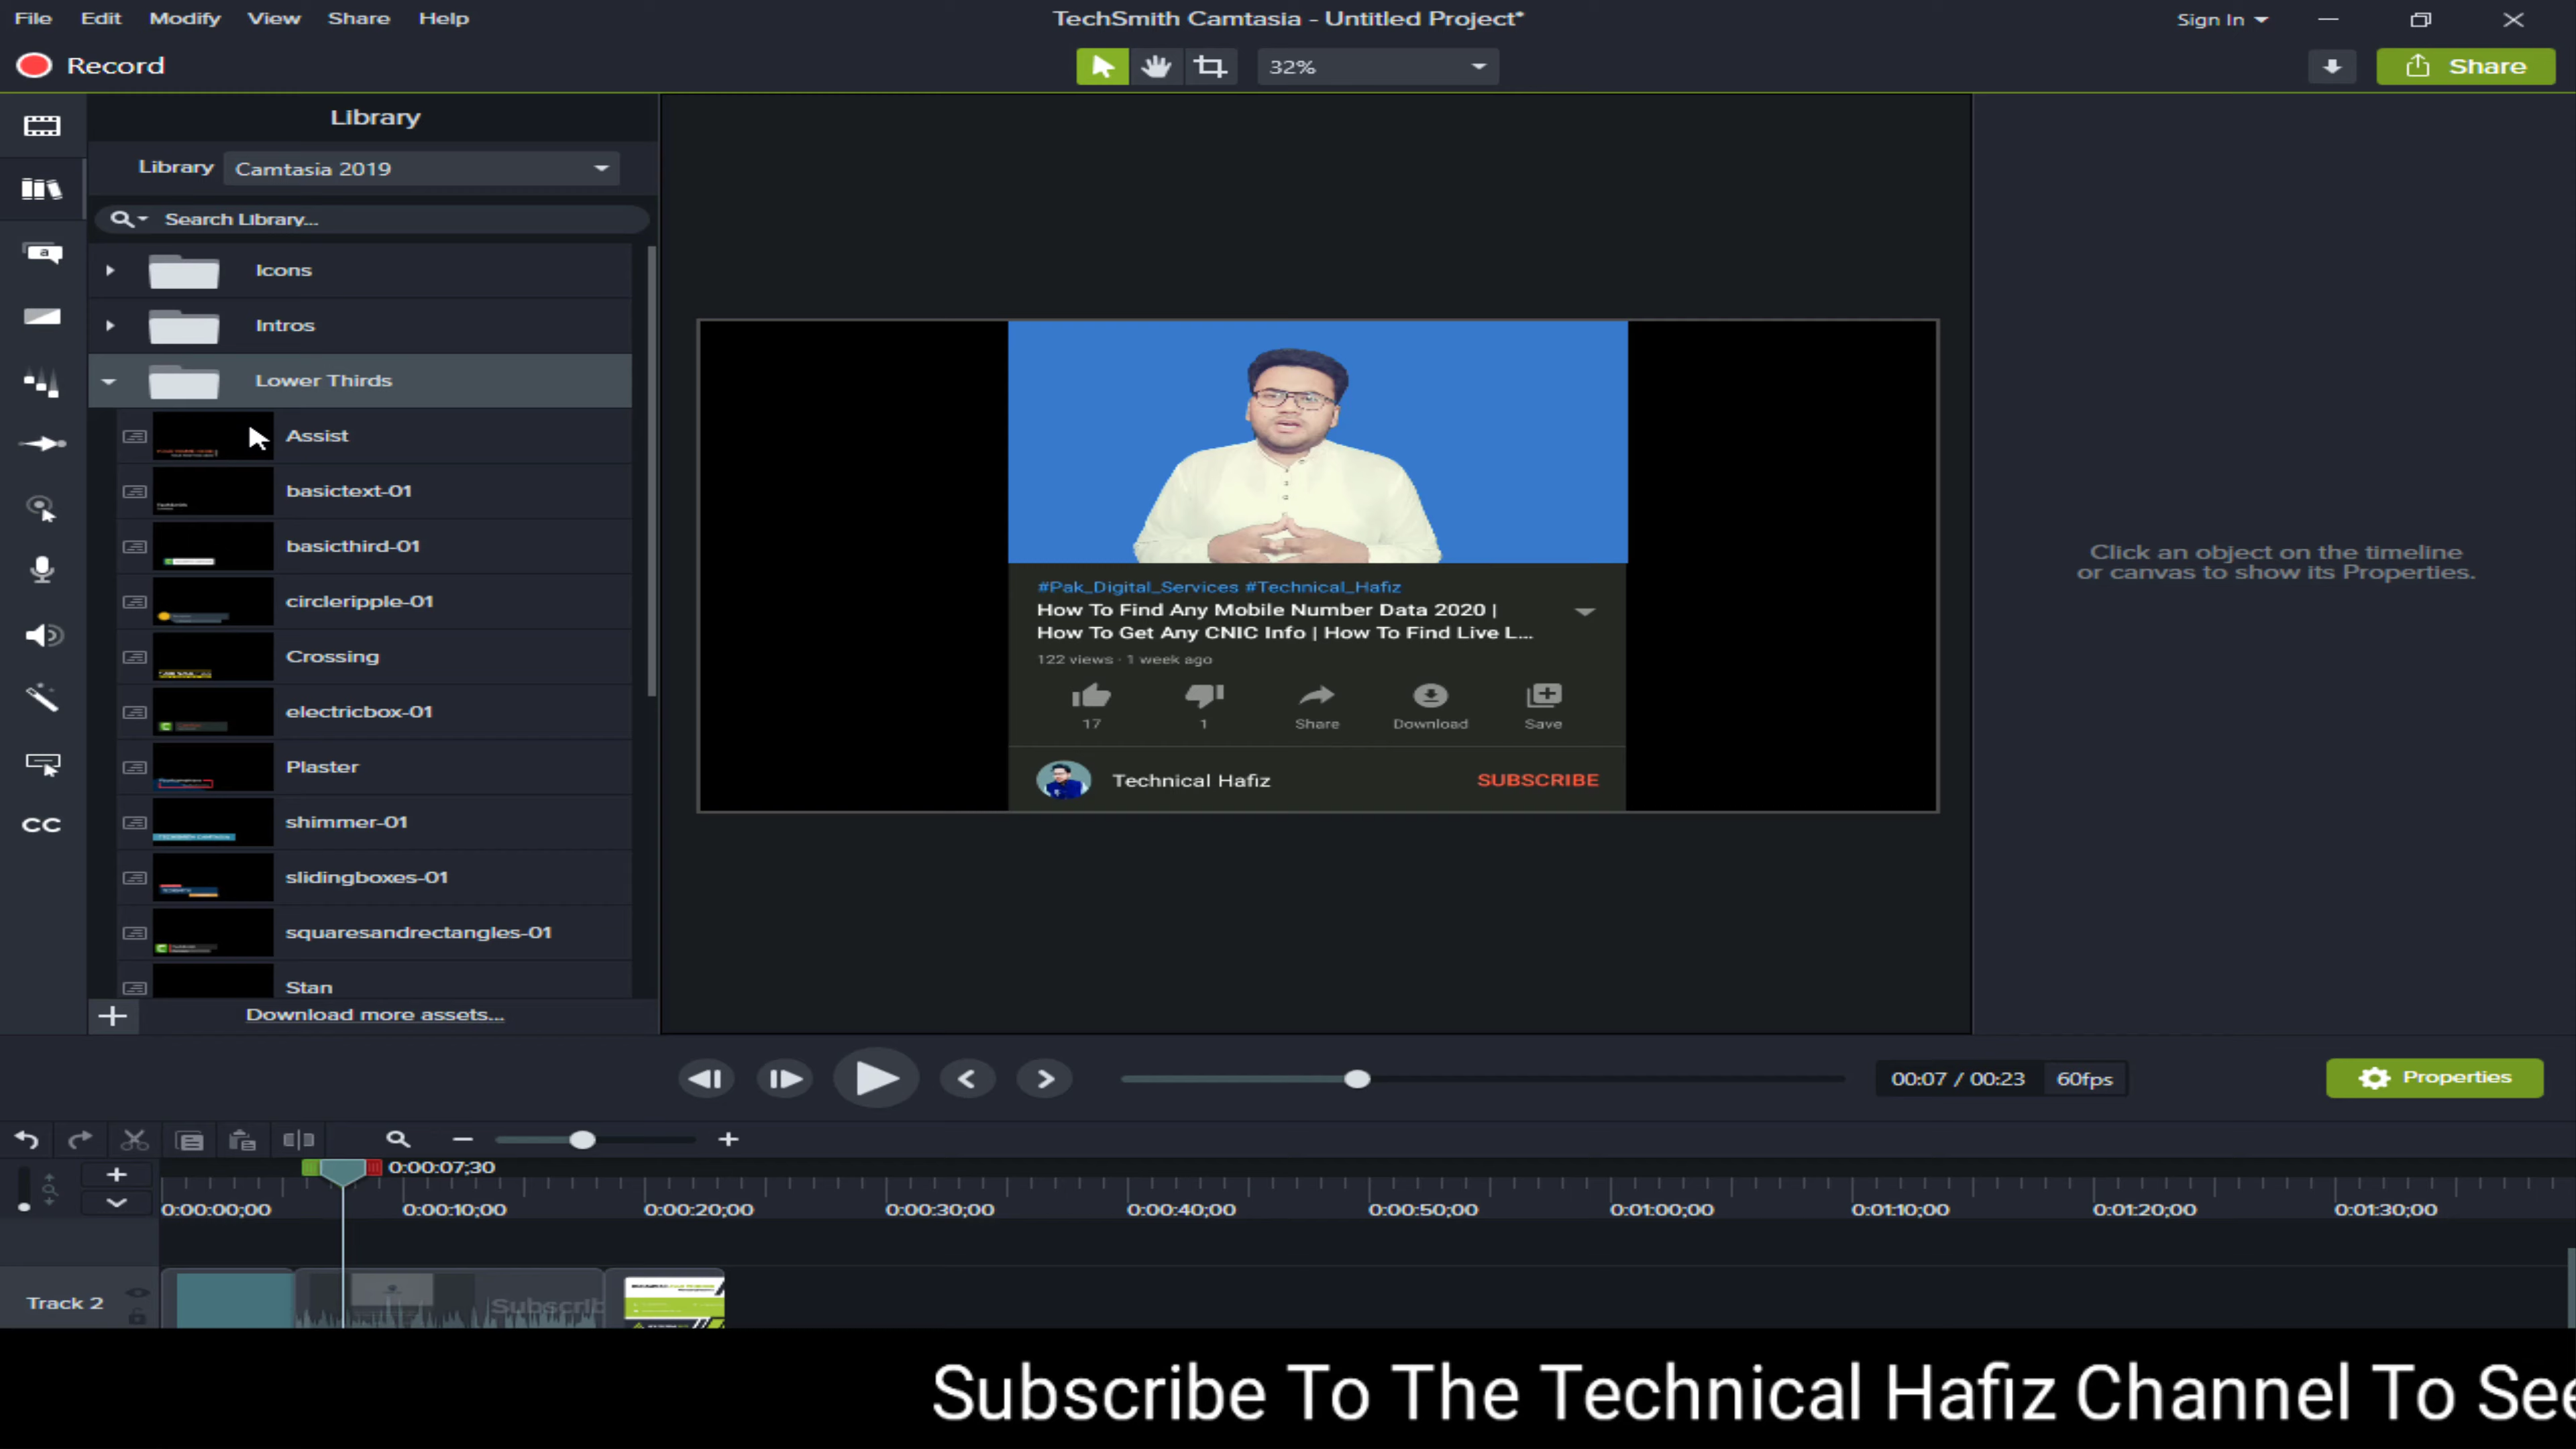 File Edit Modify View Share Help
TechSmith Camtasia - Untitled Project*
Sign In
Record
32%
Share
Library
Library Camtasia 2019
Search Library...
Icons
Intros
Lower Thirds
Assist
basictext-01
basicthird-01
circleripple-01
Crossing
electricbox-01
Plaster
shimmer-01
slidingboxes-01
squaresandrectangles-01
Stan
Download more assets...
a
CC
#Pak_Digital_Services #Technical_Hafiz
How To Find Any Mobile Number Data 2020 |
How To Get Any CNIC Info | How To Find Live L...
122 views · 1 week ago
17 1 Share Download Save
Technical Hafiz SUBSCRIBE
Click an object on the timeline
or canvas to show its Properties.
00:07 / 00:23 60fps
Properties
0:00:07;30
0:00:00;00 0:00:10;00 0:00:20;00 0:00:30;00 0:00:40;00 0:00:50;00 0:01:00;00 0:01:10;00 0:01:20;00 0:01:30;00
Track 2
Subscrib
Subscribe To The Technical Hafiz Channel To See